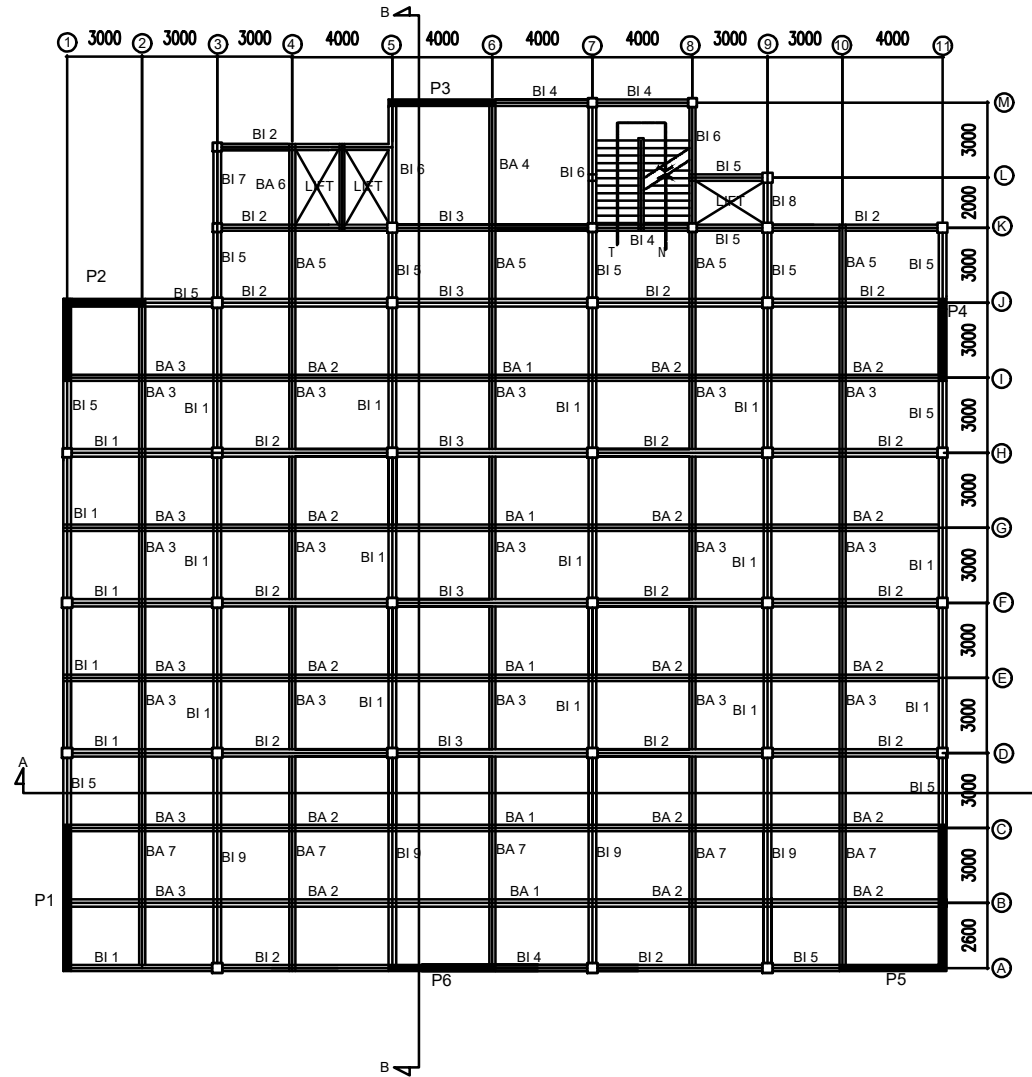 B
1 3000 2 3000 3 3000 4 4000 5 4000 6 4000 7 4000 8 3000 9 3000 10 4000 11
P3 BI 4 BI 4 M
BI 2 BI 6 3000
BI 7 BA 6 LIFT LIFT BI 6 BA 4 BI 6 BI 5 L
LIFT BI 8 2000
BI 2 BI 3 BI 4 BI 5 BI 2 K
T N
BI 5 BA 5 BI 5 BA 5 BI 5 BA 5 BI 5 BA 5 BI 5 3000
P2
BI 5 BI 2 BI 3 BI 2 BI 2 J
P4
3000
BA 3 BA 2 BA 1 BA 2 BA 2 I
BI 5 BA 3 BI 1 BA 3 BI 1 BA 3 BI 1 BA 3 BI 1 BA 3 BI 5 3000
BI 1 BI 2 BI 3 BI 2 BI 2 H
3000
BI 1 BA 3 BA 2 BA 1 BA 2 BA 2 G
BA 3 BI 1 BA 3 BI 1 BA 3 BI 1 BA 3 BI 1 BA 3 BI 1 3000
BI 1 BI 2 BI 3 BI 2 BI 2 F
3000
BI 1 BA 3 BA 2 BA 1 BA 2 BA 2 E
BA 3 BI 1 BA 3 BI 1 BA 3 BI 1 BA 3 BI 1 BA 3 BI 1 3000
BI 1 BI 2 BI 3 BI 2 BI 2 D
A
BI 5 BI 5 3000
BA 3 BA 2 BA 1 BA 2 BA 2 C
BA 7 BI 9 BA 7 BI 9 BA 7 BI 9 BA 7 BI 9 BA 7 3000
P1 BA 3 BA 2 BA 1 BA 2 BA 2 B
2600
BI 1 BI 2 BI 4 BI 2 BI 5 A
P6 P5
B